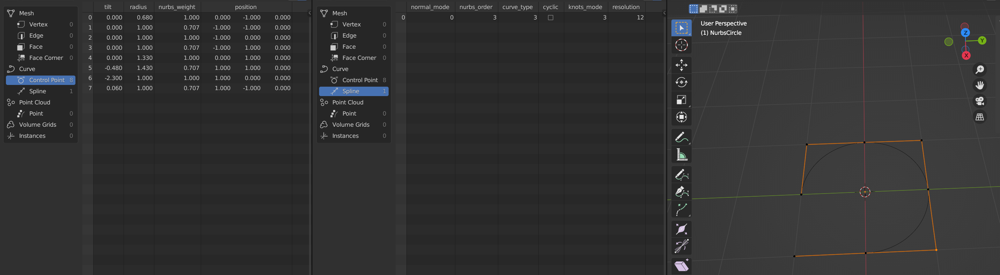 Mesh
Vertex 0
Edge 0
Face 0
Face Corner 0
Curve
Control Point 8
Spline 1
Point Cloud
Point 0
Volume Grids 0
Instances 0
tilt radius nurbs_weight position
0 0.000 0.680 1.000 0.000 -1.000 0.000
1 0.000 1.000 0.707 -1.000 -1.000 0.000
2 0.000 1.000 1.000 -1.000 0.000 0.000
3 0.000 1.000 0.707 -1.000 1.000 0.000
4 0.000 1.330 1.000 0.000 1.000 0.000
5 -0.480 1.430 0.707 1.000 1.000 0.000
6 -2.300 1.000 1.000 1.000 0.000 0.000
7 0.060 1.000 0.707 1.000 -1.000 0.000
Mesh
Vertex 0
Edge 0
Face 0
Face Corner 0
Curve
Control Point 8
Spline 1
Point Cloud
Point 0
Volume Grids 0
Instances 0
normal_mode nurbs_order curve_type cyclic knots_mode resolution
0 0 3 3 3 12
User Perspective
(1) NurbsCircle
Z
Y
X